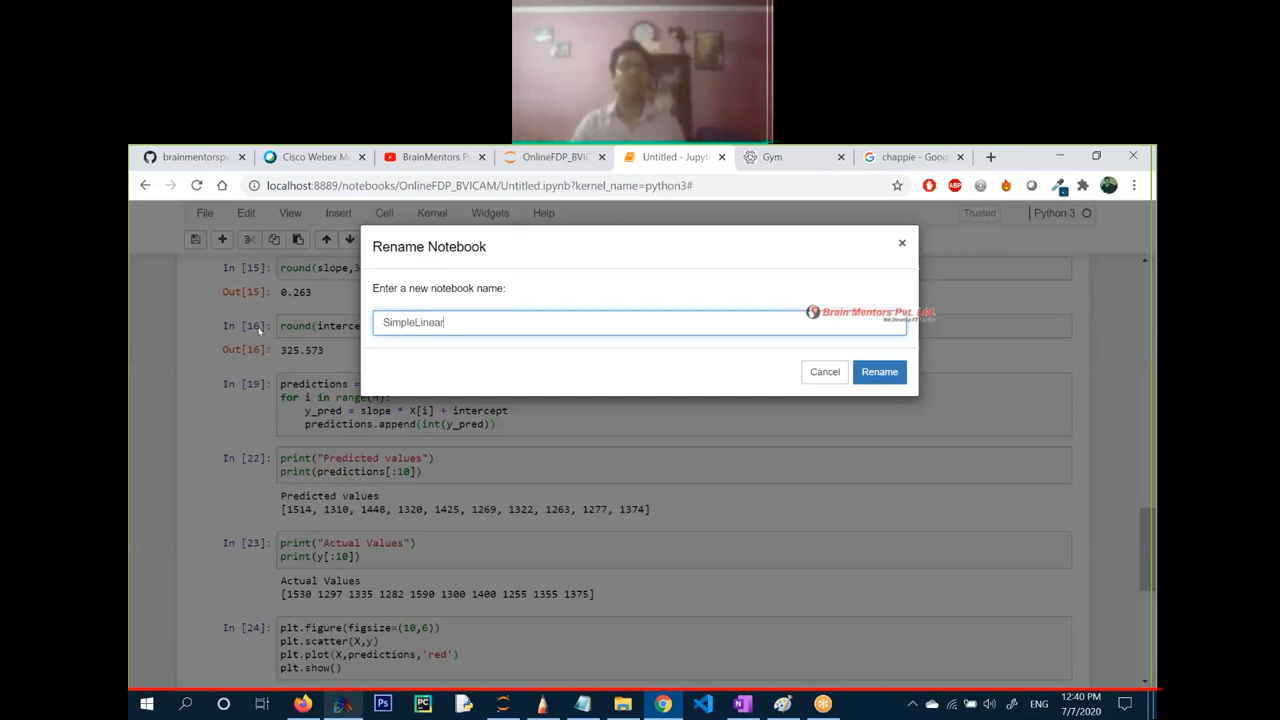 brainmentorsp
Cisco Webex M
BrainMentors P
OnlineFDP_BVIC
Untitled - Jupyt
Gym
chappie - Goog
localhost:8889/notebooks/OnlineFDP_BVICAM/Untitled.ipynb?kernel_name=python3#
ABP
File Edit View Insert Cell Kernel Widgets Help
Trusted
Python 3
Rename Notebook
Enter a new notebook name:
SimpleLinear
Brain Mentors Pvt. Ltd.
Cancel
Rename
In [15]: round(slope,3
Out[15]: 0.263
In [16]: round(interce
Out[16]: 325.573
In [19]: predictions =
for i in range(n):
y_pred = slope * X[i] + intercept
predictions.append(int(y_pred))
In [22]: print("Predicted values")
print(predictions[:10])
Predicted values
[1514, 1310, 1448, 1320, 1425, 1269, 1322, 1263, 1277, 1374]
In [23]: print("Actual Values")
print(y[:10])
Actual Values
[1530 1297 1335 1282 1590 1300 1400 1255 1355 1375]
In [24]: plt.figure(figsize=(10,6))
plt.scatter(X,y)
plt.plot(X,predictions,'red')
plt.show()
Ps
PC
ENG
12:40 PM
7/7/2020